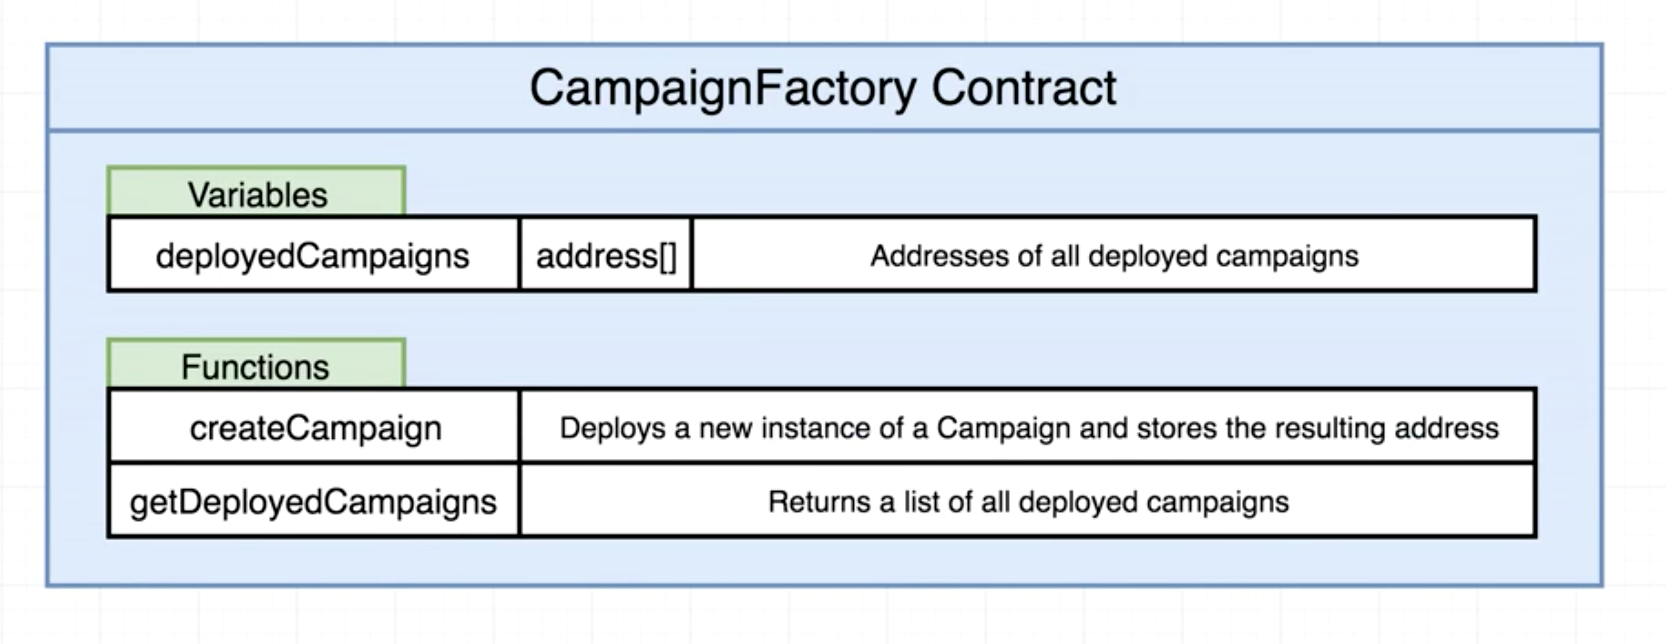 CampaignFactory Contract
Variables
deployedCampaigns address[] Addresses of all deployed campaigns
Functions
createCampaign Deploys a new instance of a Campaign and stores the resulting address
getDeployedCampaigns Returns a list of all deployed campaigns